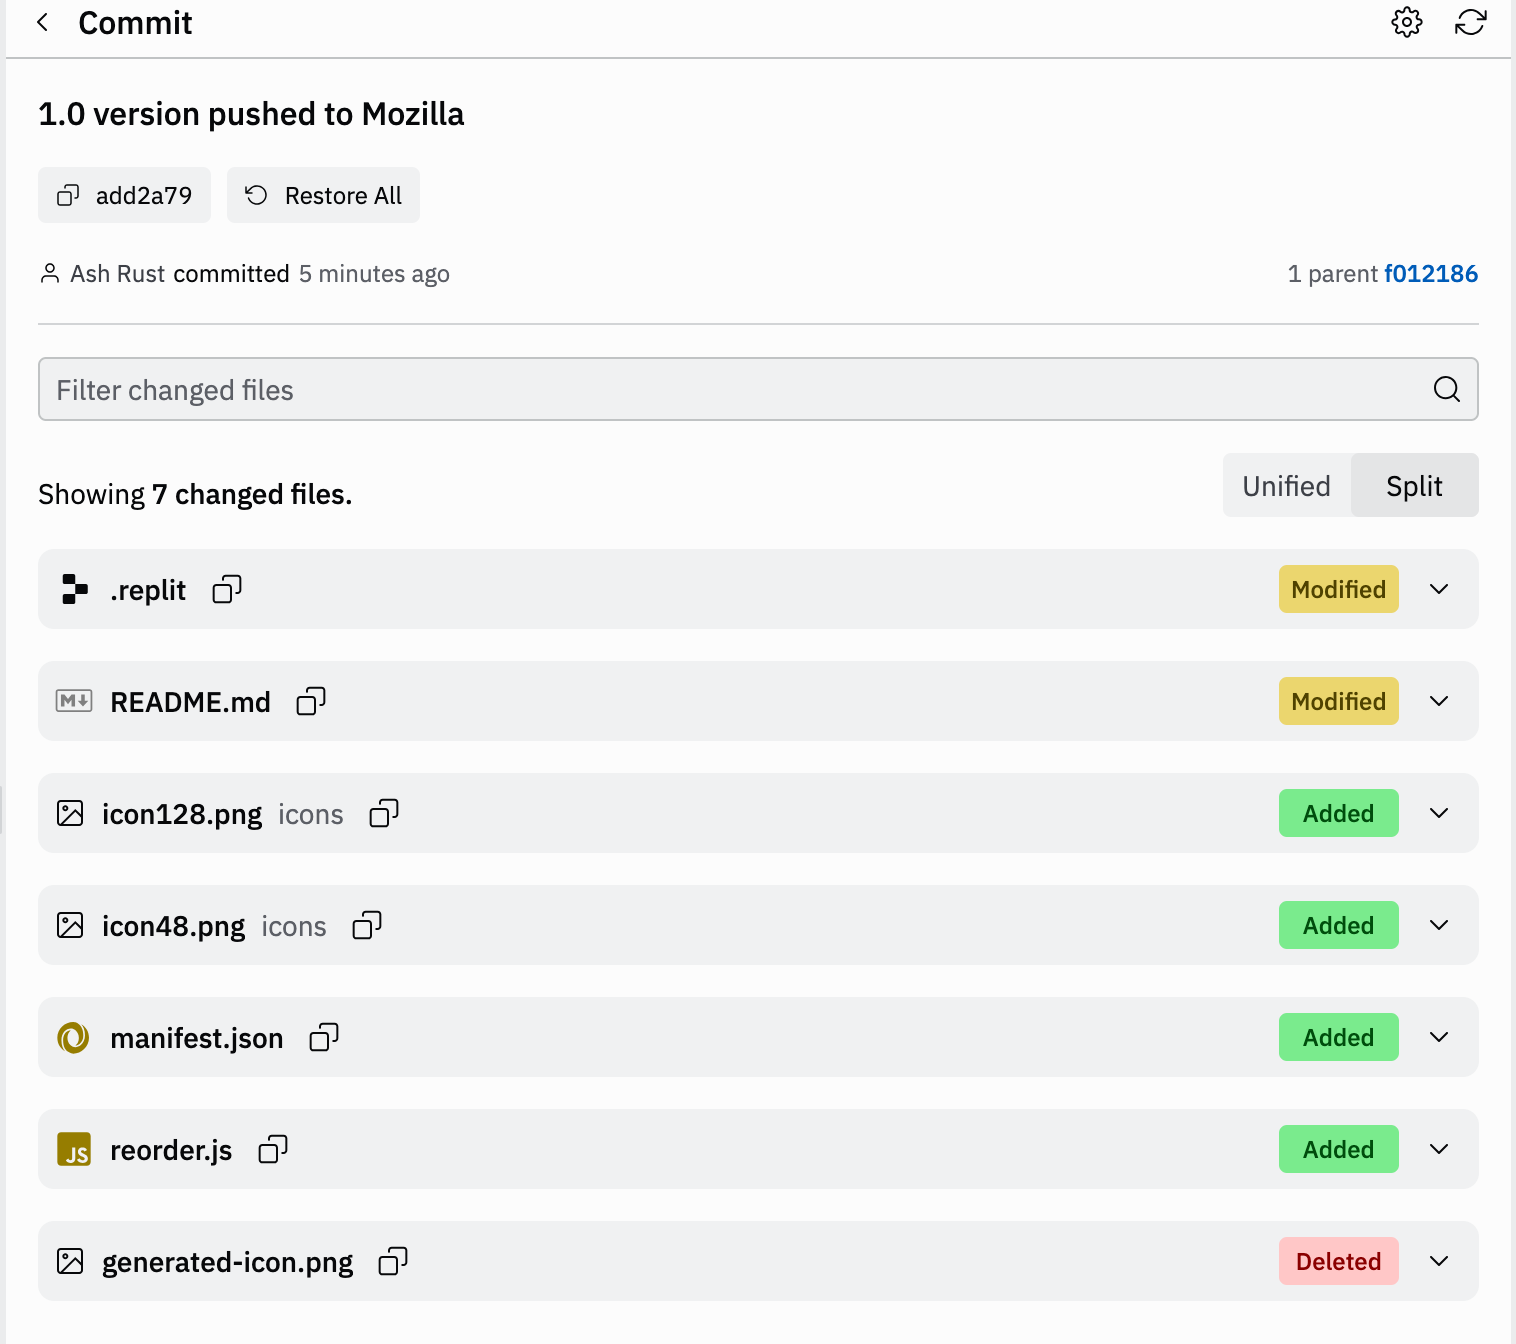 Commit
1.0 version pushed to Mozilla
add2a79 Restore All
Ash Rust committed 5 minutes ago 1 parent f012186
Filter changed files
Showing 7 changed files. Unified Split
.replit Modified
M README.md Modified
icon128.png icons Added
icon48.png icons Added
manifest.json Added
JS reorder.js Added
generated-icon.png Deleted